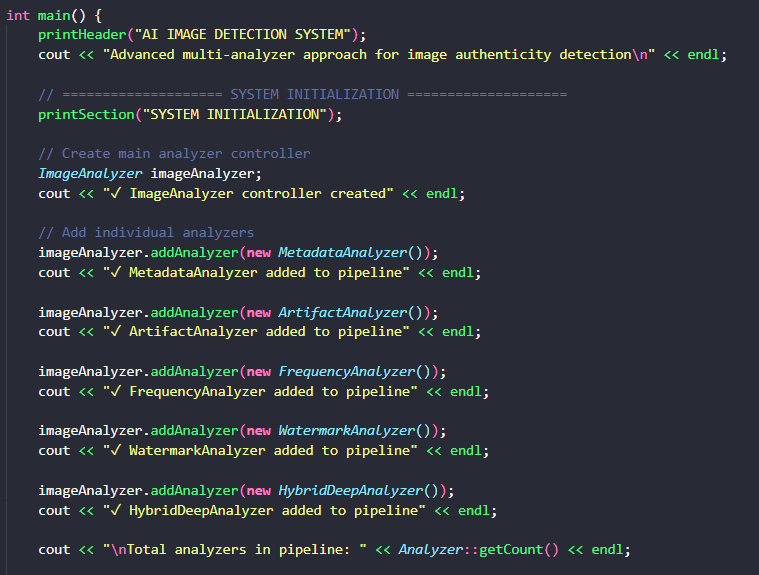 int main() {
    printHeader("AI IMAGE DETECTION SYSTEM");
    cout << "Advanced multi-analyzer approach for image authenticity detection\n" << endl;

    // ==================== SYSTEM INITIALIZATION ====================
    printSection("SYSTEM INITIALIZATION");

    // Create main analyzer controller
    ImageAnalyzer imageAnalyzer;
    cout << "✓ ImageAnalyzer controller created" << endl;

    // Add individual analyzers
    imageAnalyzer.addAnalyzer(new MetadataAnalyzer());
    cout << "✓ MetadataAnalyzer added to pipeline" << endl;

    imageAnalyzer.addAnalyzer(new ArtifactAnalyzer());
    cout << "✓ ArtifactAnalyzer added to pipeline" << endl;

    imageAnalyzer.addAnalyzer(new FrequencyAnalyzer());
    cout << "✓ FrequencyAnalyzer added to pipeline" << endl;

    imageAnalyzer.addAnalyzer(new WatermarkAnalyzer());
    cout << "✓ WatermarkAnalyzer added to pipeline" << endl;

    imageAnalyzer.addAnalyzer(new HybridDeepAnalyzer());
    cout << "✓ HybridDeepAnalyzer added to pipeline" << endl;

    cout << "\nTotal analyzers in pipeline: " << Analyzer::getCount() << endl;